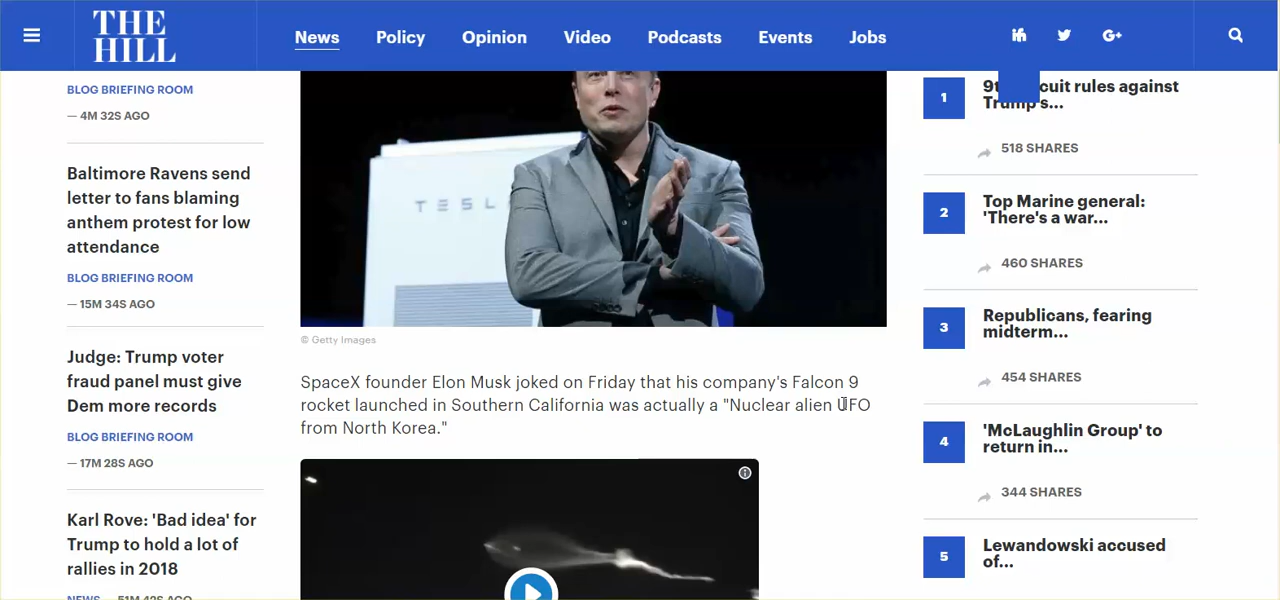 THE
HILL
News
Policy
Opinion
Video
Podcasts
Events
Jobs
BLOG BRIEFING ROOM
— 4M 32S AGO
Baltimore Ravens send
letter to fans blaming
anthem protest for low
attendance
BLOG BRIEFING ROOM
— 15M 34S AGO
Judge: Trump voter
fraud panel must give
Dem more records
BLOG BRIEFING ROOM
— 17M 28S AGO
Karl Rove: 'Bad idea' for
Trump to hold a lot of
rallies in 2018
NEWS — 51M 42S AGO
TESL
© Getty Images
SpaceX founder Elon Musk joked on Friday that his company's Falcon 9
rocket launched in Southern California was actually a "Nuclear alien UFO
from North Korea."
1
rules against
Trump's...
518 SHARES
2
Top Marine general:
'There's a war...
460 SHARES
3
Republicans, fearing
midterm...
454 SHARES
4
'McLaughlin Group' to
return in...
344 SHARES
5
Lewandowski accused
of...